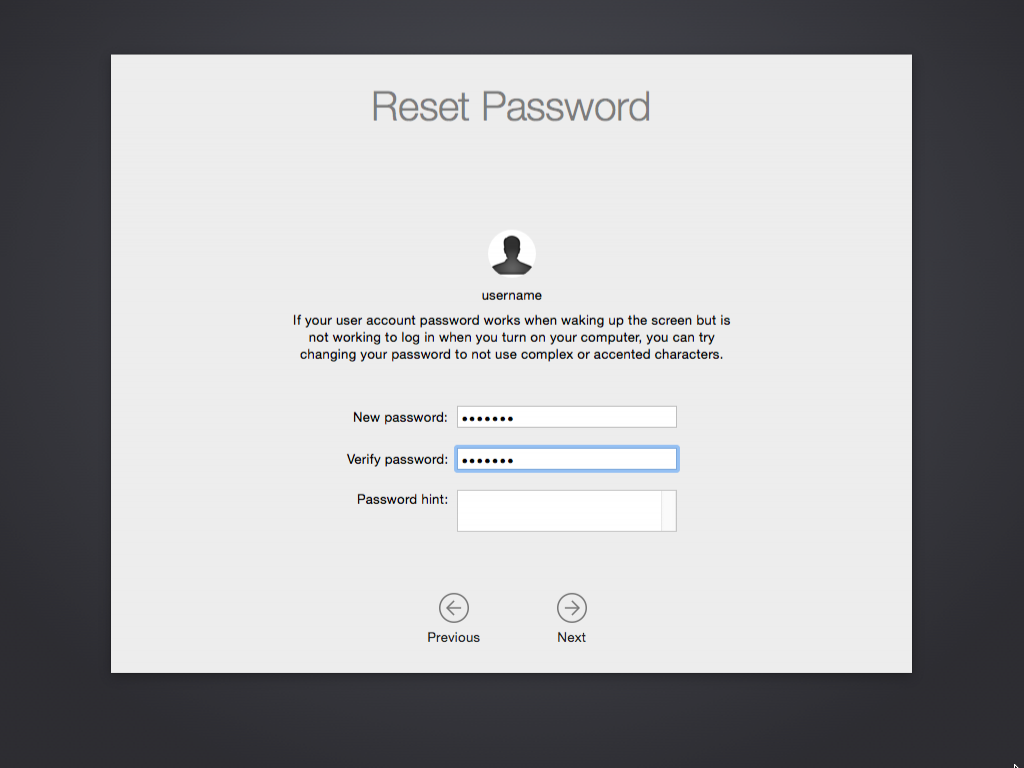 Reset Password
username
If your user account password works when waking up the screen but is
not working to log in when you turn on your computer, you can try
changing your password to not use complex or accented characters.
New password: •••••••
Verify password: •••••••
Password hint:
Previous Next